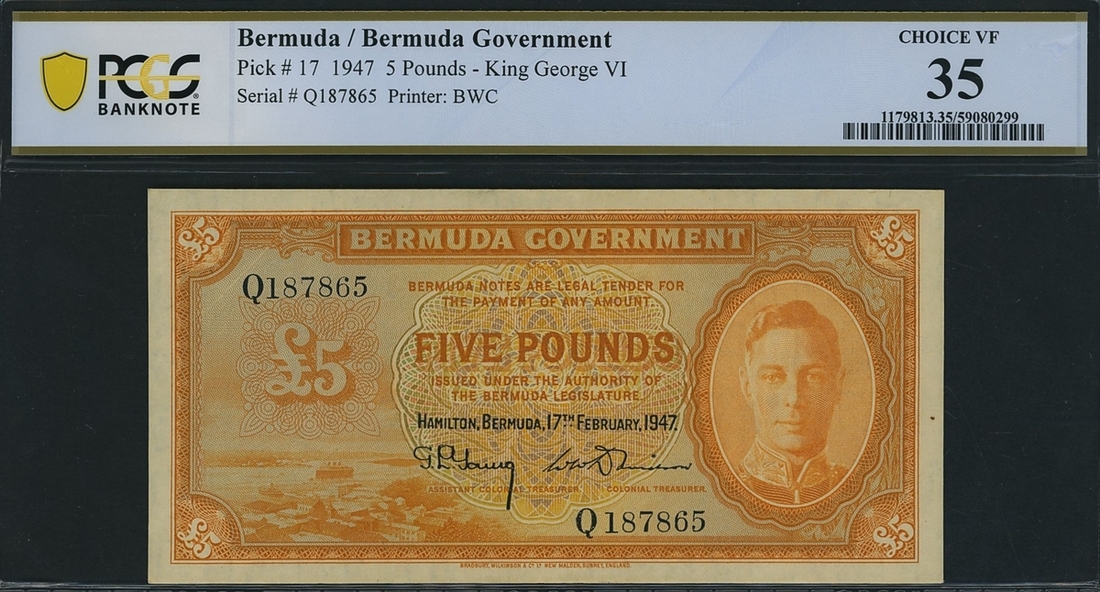 PCGS
BANKNOTE
Bermuda / Bermuda Government
Pick # 17 1947 5 Pounds - King George VI
Serial # Q187865 Printer: BWC
CHOICE VF
35
1179813.35/59080299
£5
£5
BERMUDA GOVERNMENT
Q187865
BERMUDA NOTES ARE LEGAL TENDER FOR
THE PAYMENT OF ANY AMOUNT.
£5
FIVE POUNDS
ISSUED UNDER THE AUTHORITY OF
THE BERMUDA LEGISLATURE.
HAMILTON, BERMUDA, 17TH FEBRUARY, 1947.
ASSISTANT COLONIAL TREASURER. COLONIAL TREASURER.
Q187865
£5
£5
BRADBURY, WILKINSON & Co. Ld NEW MALDEN, SURREY, ENGLAND.